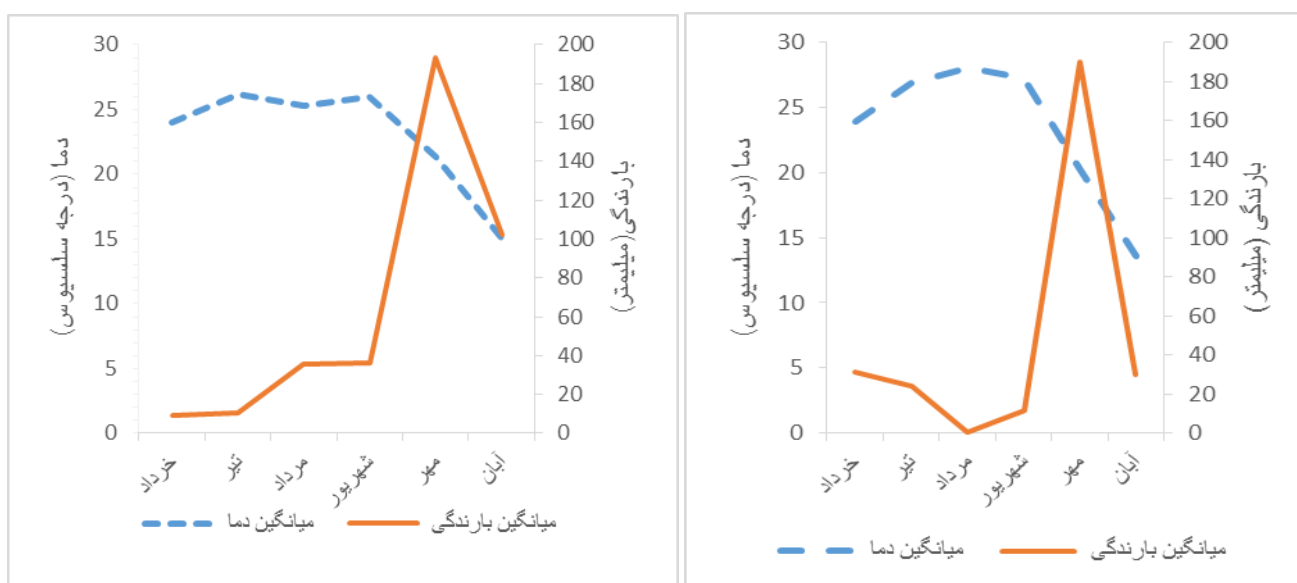 دما (درجه سلسیوس)
30
25
20
15
10
5
0
بارندگی(میلیمتر)
200
180
160
140
120
100
80
60
40
20
0
خرداد
تیر
مرداد
شهریور
مهر
آبان
میانگین دما
میانگین بارندگی
دما (درجه سلسیوس)
30
25
20
15
10
5
0
بارندگی (میلیمتر)
200
180
160
140
120
100
80
60
40
20
0
خرداد
تیر
مرداد
شهریور
مهر
آبان
میانگین دما
میانگین بارندگی